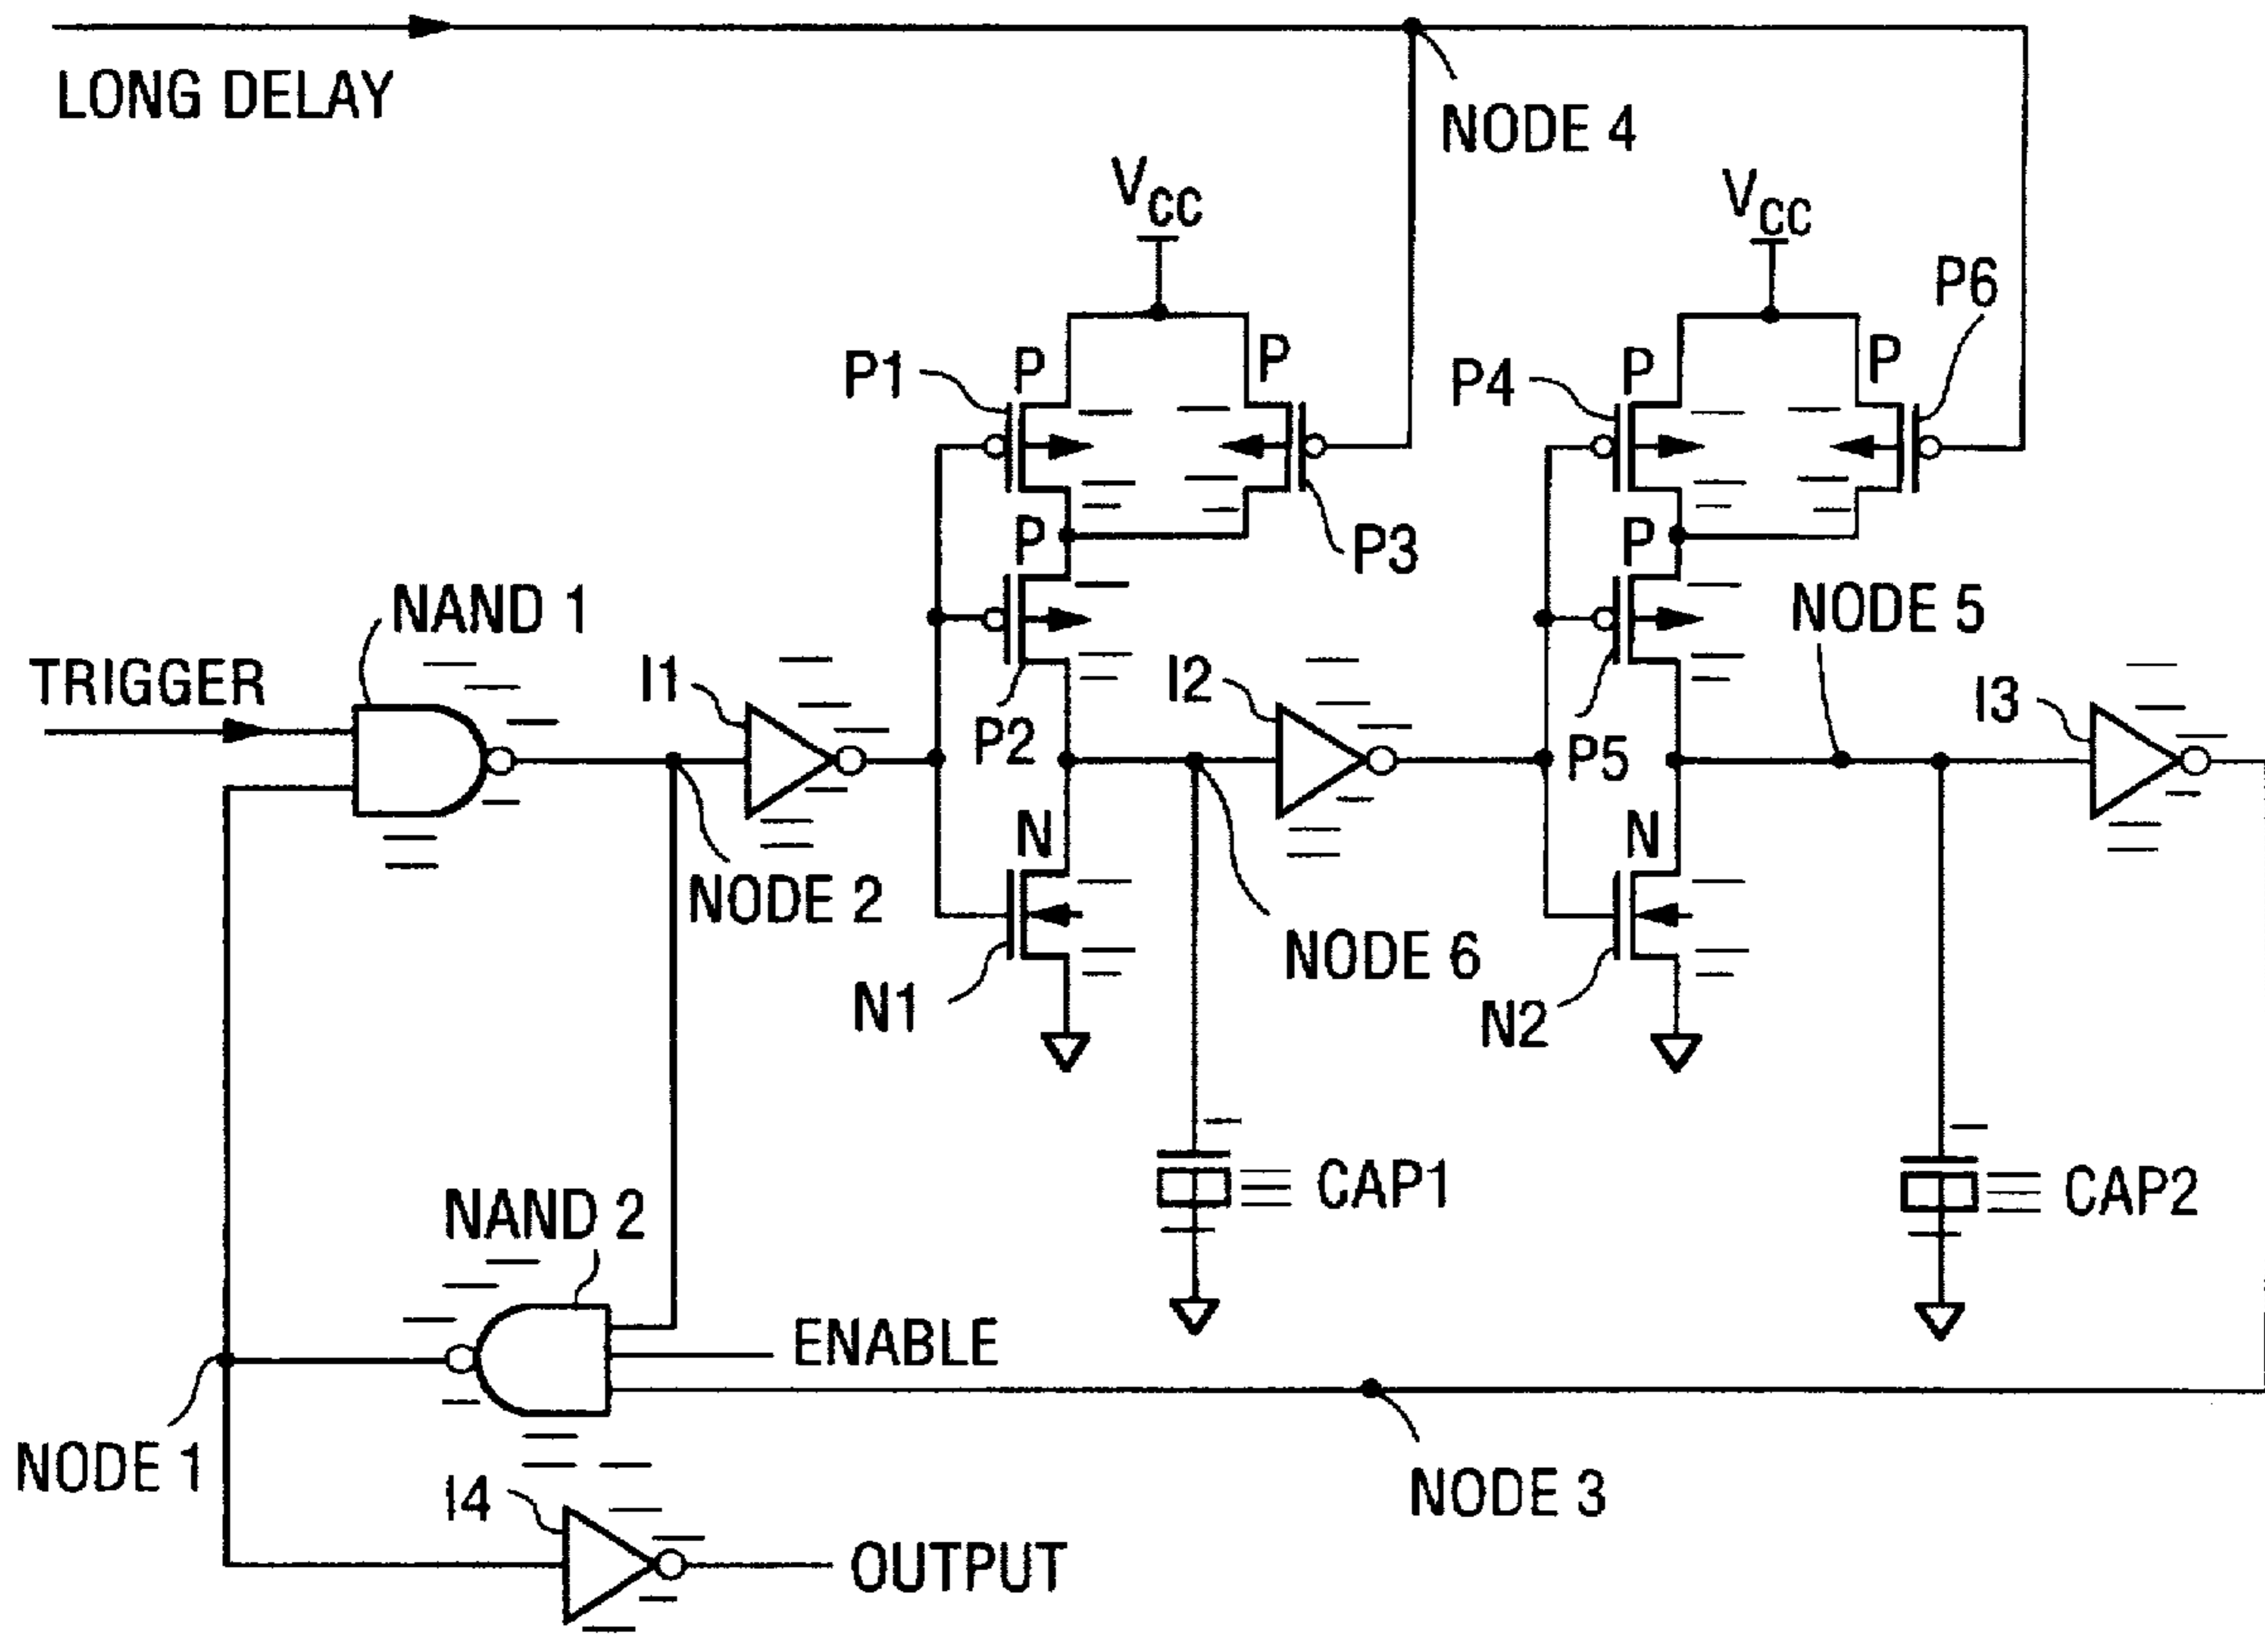 LONG DELAY
NODE 4
VCC
VCC
P6
P1
P
P
P4
P
P
P
P3
P
NODE 5
NAND 1
TRIGGER
I1
P2
I2
P5
I3
N
N
NODE 2
NODE 6
N1
N2
CAP1
CAP2
NAND 2
ENABLE
NODE 1
NODE 3
I4
OUTPUT